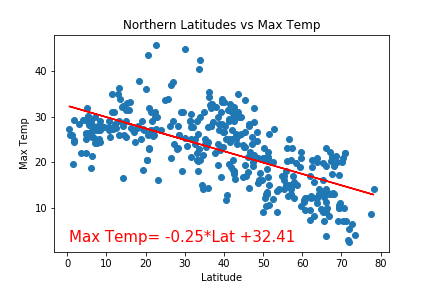 Northern Latitudes vs Max Temp
40
30
20
10
Max Temp
Max Temp= -0.25*Lat +32.41
0 10 20 30 40 50 60 70 80
Latitude